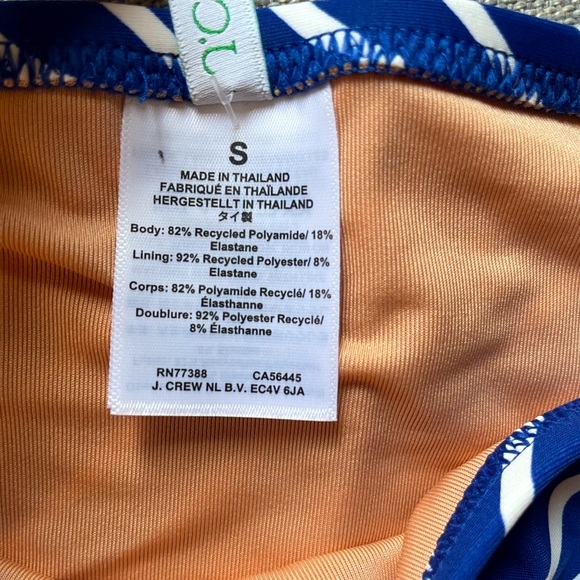 S
MADE IN THAILAND
FABRIQUÉ EN THAÏLANDE
HERGESTELLT IN THAILAND
タイ製
Body: 82% Recycled Polyamide/ 18%
Elastane
Lining: 92% Recycled Polyester/ 8%
Elastane
Corps: 82% Polyamide Recyclé/ 18%
Élasthanne
Doublure: 92% Polyester Recyclé/
8% Élasthanne
RN77388 CA56445
J. CREW NL B.V. EC4V 6JA